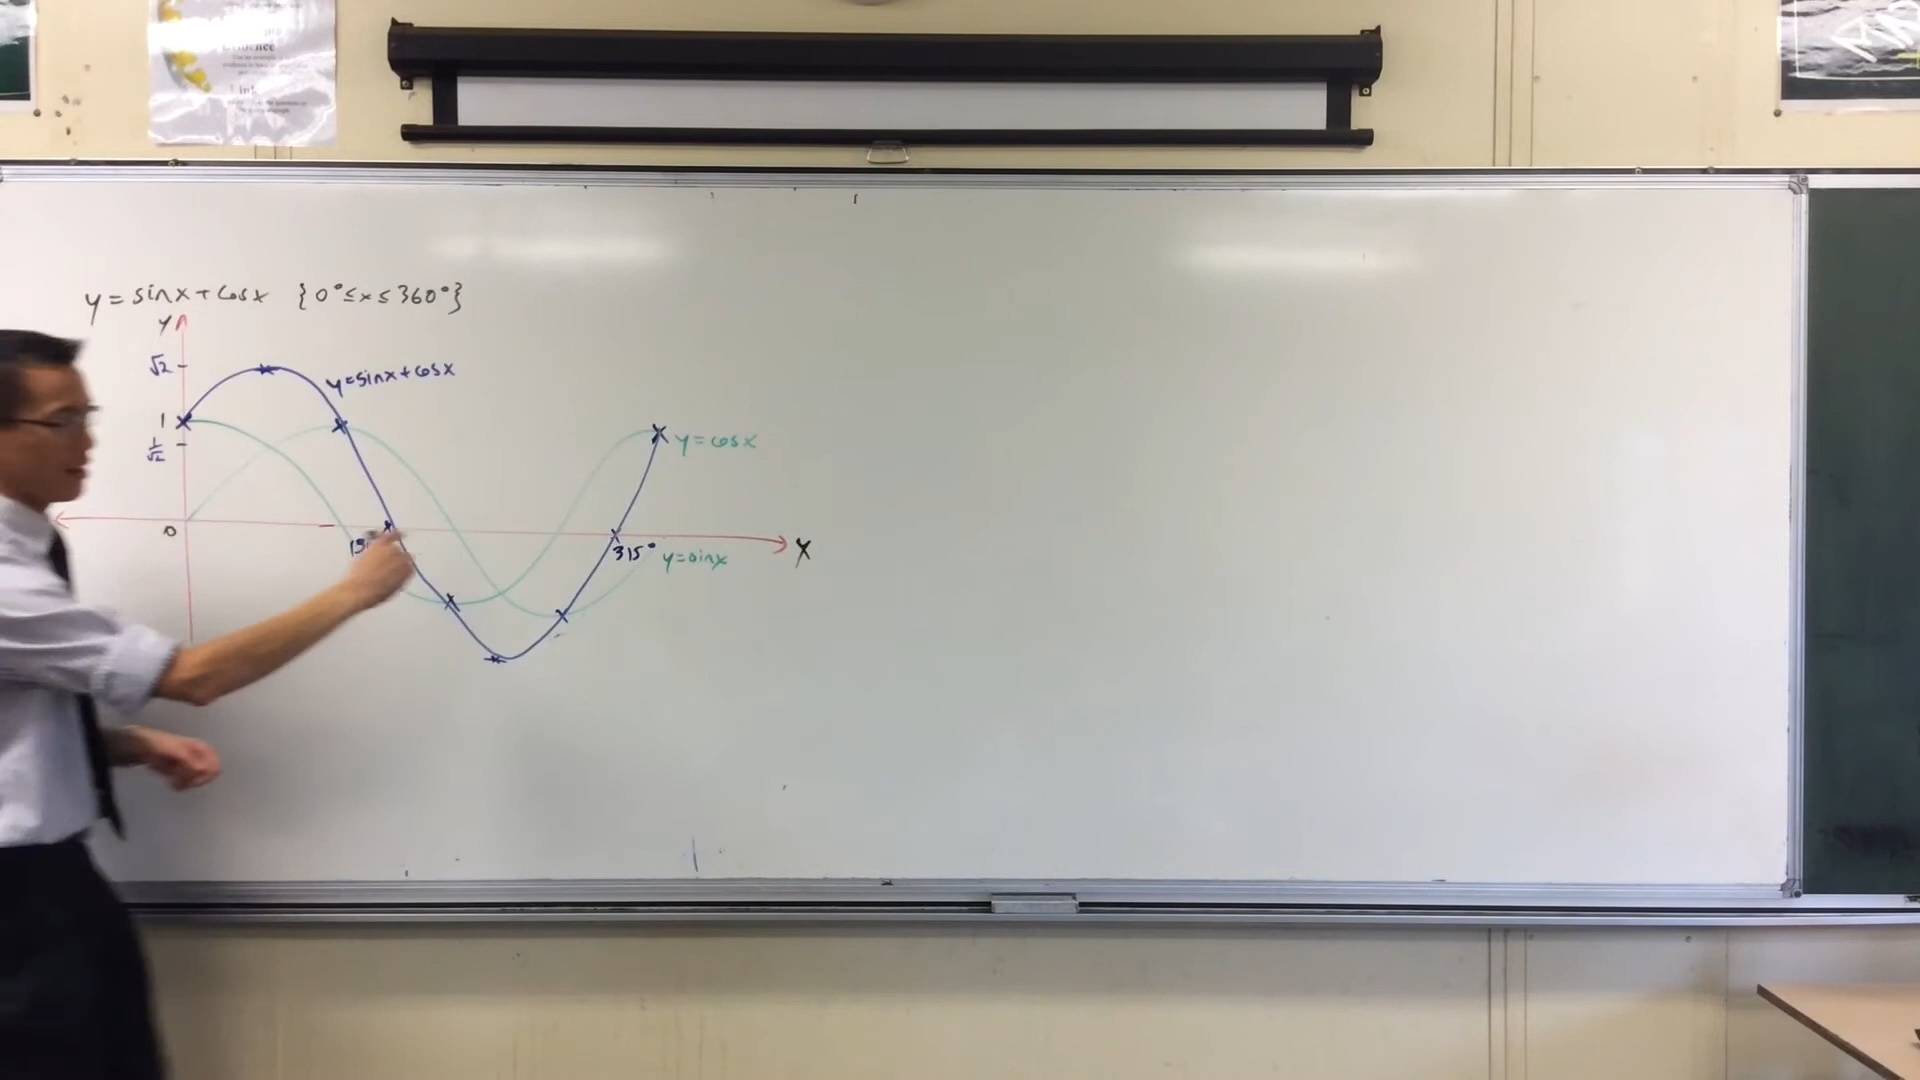 y = sinx + cosx {0° ≤ x ≤ 360°}
y
√2
y=sinx+cosx
1
1/√2
y=cosx
0
315°
y=sinx
x